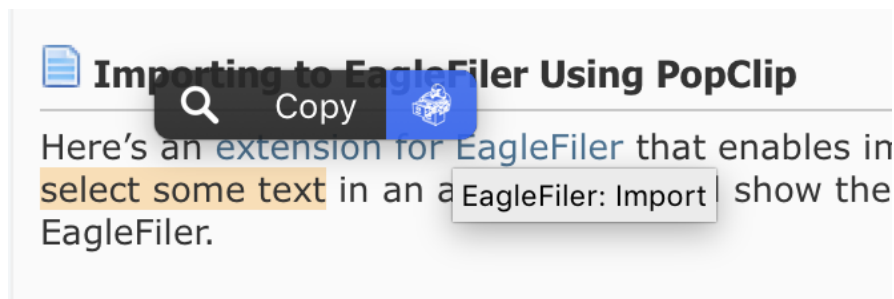 Importing to EagleFiler Using PopClip
Copy
Here’s an extension for EagleFiler that enables
select some text in an show the
EagleFiler: Import
EagleFiler.